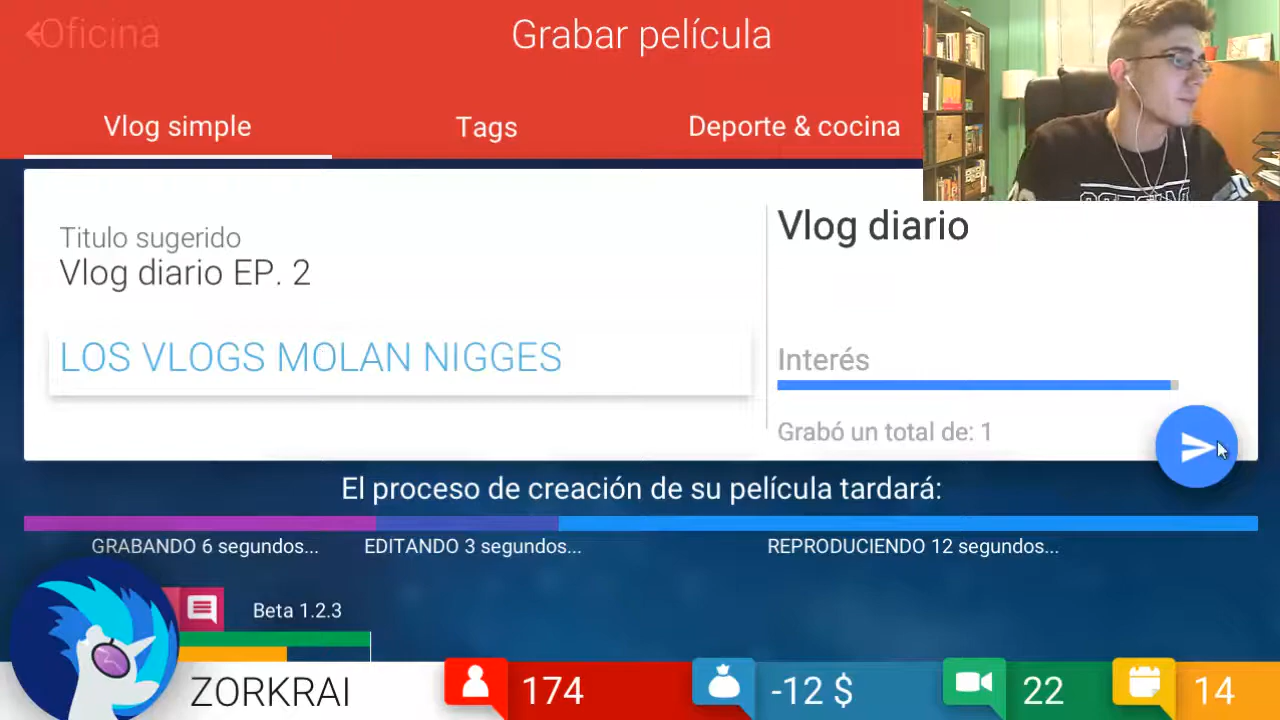 Oficina
Grabar película
Vlog simple
Tags
Deporte & cocina
Titulo sugerido
Vlog diario EP. 2
LOS VLOGS MOLAN NIGGES
Vlog diario
Interés
Grabó un total de: 1
El proceso de creación de su película tardará:
GRABANDO 6 segundos...
EDITANDO 3 segundos...
REPRODUCIENDO 12 segundos...
Beta 1.2.3
ZORKRAI
174
-12 $
22
14